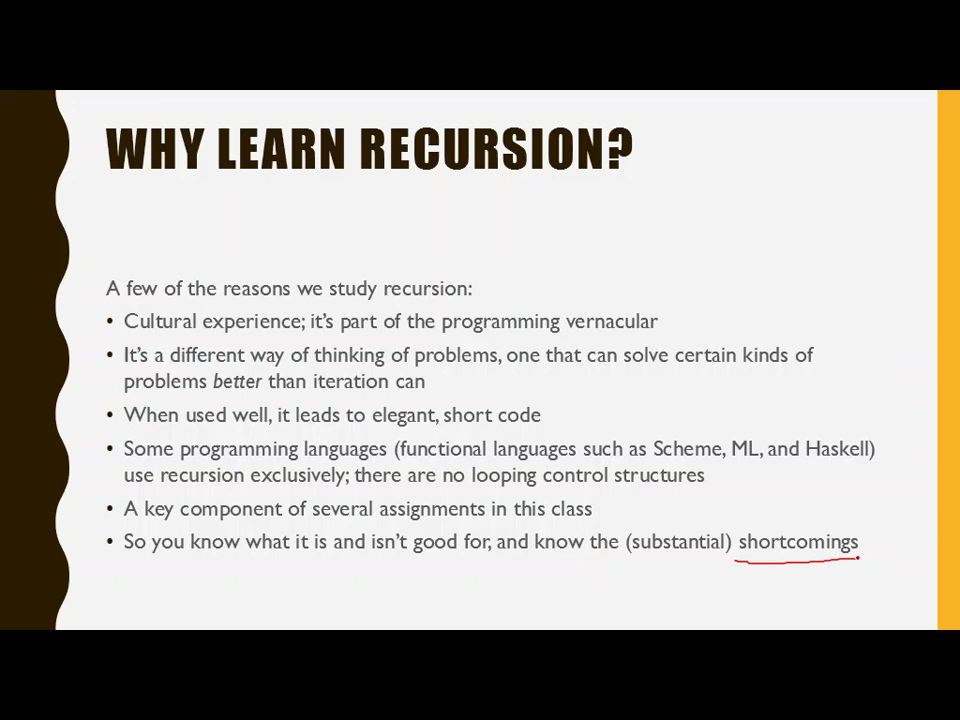 WHY LEARN RECURSION?
A few of the reasons we study recursion:
• Cultural experience; it's part of the programming vernacular
• It's a different way of thinking of problems, one that can solve certain kinds of
problems better than iteration can
• When used well, it leads to elegant, short code
• Some programming languages (functional languages such as Scheme, ML, and Haskell)
use recursion exclusively; there are no looping control structures
• A key component of several assignments in this class
• So you know what it is and isn't good for, and know the (substantial) shortcomings